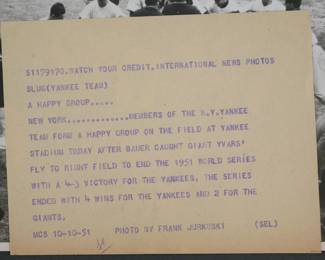 S1179170.WATCH YOUR CREDIT.INTERNATIONAL NEWS PHOTOS
SLUG(YANKEE TEAM)
A HAPPY GROUP.....
NEW YORK.............MEMBERS OF THE N.Y.YANKEE
TEAM FORM A HAPPY GROUP ON THE FIELD AT YANKEE
STADIUM TODAY AFTER BAUER CAUGHT GIANT YVARS'
FLY TO RIGHT FIELD TO END THE 1951 WORLD SERIES
WITH A 4-3 VICTORY FOR THE YANKEES. THE SERIES
ENDED WITH 4 WINS FOR THE YANKEES AND 2 FOR THE
GIANTS.
MCS 10-10-51 PHOTO BY FRANK JURKOSKI (SEL)